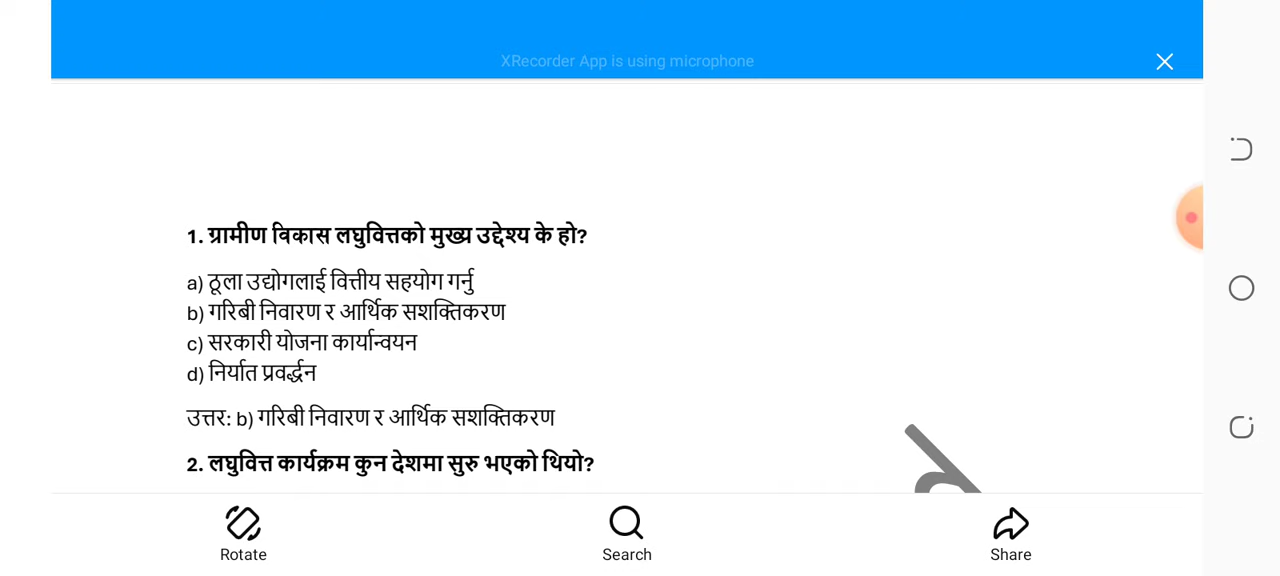 XRecorder App is using microphone
1. ग्रामीण विकास लघुवित्तको मुख्य उद्देश्य के हो?
a) ठूला उद्योगलाई वित्तीय सहयोग गर्नु
b) गरिबी निवारण र आर्थिक सशक्तिकरण
c) सरकारी योजना कार्यान्वयन
d) निर्यात प्रवर्द्धन
उत्तर: b) गरिबी निवारण र आर्थिक सशक्तिकरण
2. लघुवित्त कार्यक्रम कुन देशमा सुरु भएको थियो?
Rotate
Search
Share